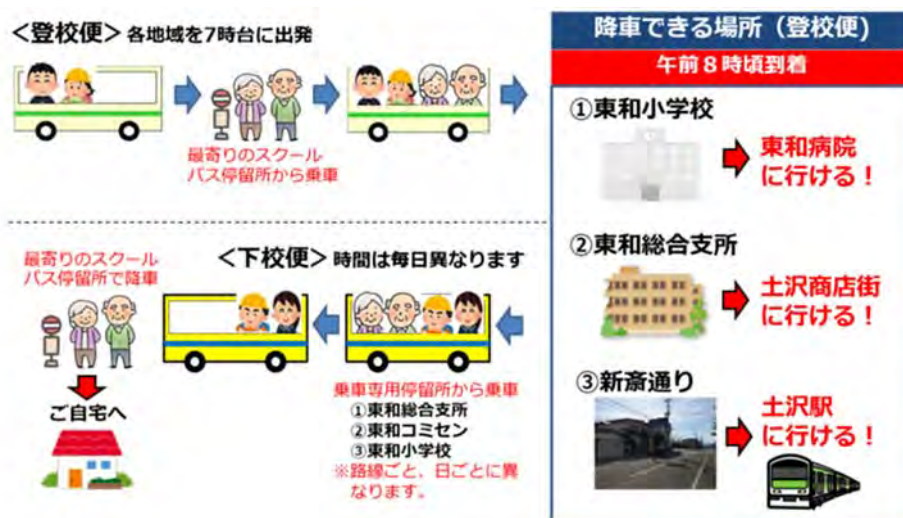 <登校便> 各地域を7時台に出発
最寄りのスクール
バス停留所から乗車
最寄りのスクール
バス停留所で降車
<下校便> 時間は毎日異なります
ご自宅へ
乗車専用停留所から乗車
①東和総合支所
②東和コミセン
③東和小学校
※路線ごと、日ごとに異
なります。
降車できる場所（登校便)
午前８時頃到着
①東和小学校
東和病院
に行ける！
②東和総合支所
土沢商店街
に行ける！
③新斎通り
土沢駅
に行ける！